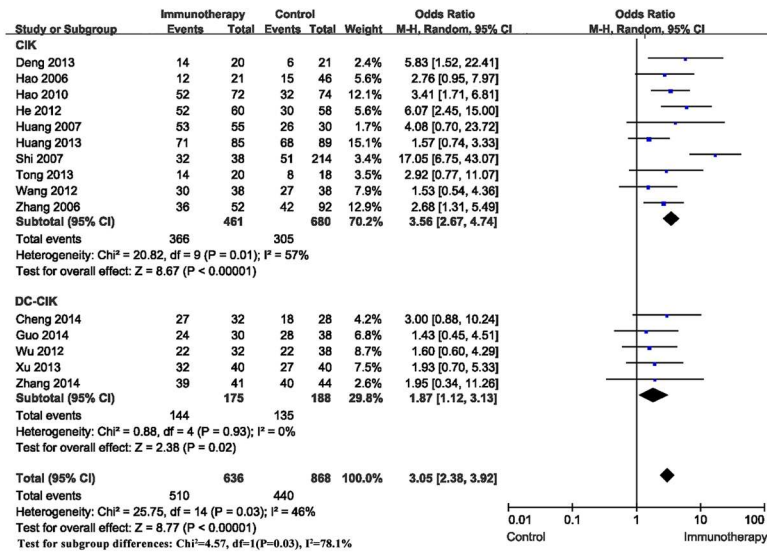 Immunotherapy Control Odds Ratio Odds Ratio
Study or Subgroup Events Total Events Total Weight M-H, Random, 95% CI M-H, Random, 95% CI
CIK
Deng 2013 14 20 6 21 2.4% 5.83 [1.52, 22.41]
Hao 2006 12 21 15 46 5.6% 2.76 [0.95, 7.97]
Hao 2010 52 72 32 74 12.1% 3.41 [1.71, 6.81]
He 2012 52 60 30 58 6.0% 6.07 [2.45, 15.00]
Huang 2007 53 55 26 30 1.7% 4.08 [0.70, 23.72]
Huang 2013 71 85 68 89 15.1% 1.57 [0.74, 3.33]
Shi 2007 32 38 51 214 3.4% 17.05 [6.75, 43.07]
Tong 2013 14 20 8 18 3.6% 2.92 [0.77, 11.07]
Wang 2012 30 38 27 38 7.9% 1.53 [0.54, 4.36]
Zhang 2006 36 52 42 92 12.9% 2.68 [1.31, 5.49]
Subtotal (95% CI) 461 680 70.2% 3.56 [2.67, 4.74]
Total events 366 305
Heterogeneity: Chi² = 20.82, df = 9 (P = 0.01); I² = 57%
Test for overall effect: Z = 8.67 (P < 0.00001)
DC-CIK
Cheng 2014 27 32 18 28 4.2% 3.00 [0.88, 10.24]
Guo 2014 24 30 28 38 6.8% 1.43 [0.45, 4.51]
Wu 2012 22 32 22 38 8.7% 1.60 [0.60, 4.29]
Xu 2013 32 40 27 40 7.5% 1.93 [0.70, 5.33]
Zhang 2014 39 41 40 44 2.6% 1.95 [0.34, 11.26]
Subtotal (95% CI) 175 188 29.8% 1.87 [1.12, 3.13]
Total events 144 135
Heterogeneity: Chi² = 0.88, df = 4 (P = 0.93); I² = 0%
Test for overall effect: Z = 2.38 (P = 0.02)
Total (95% CI) 636 868 100.0% 3.05 [2.38, 3.92]
Total events 510 440
Heterogeneity: Chi² = 25.75, df = 14 (P = 0.03); I² = 46%
Test for overall effect: Z = 8.77 (P < 0.00001)
Test for subgroup differences: Chi²=4.57, df=1(P=0.03), I²=78.1%
0.01 0.1 1 10 100
Control Immunotherapy